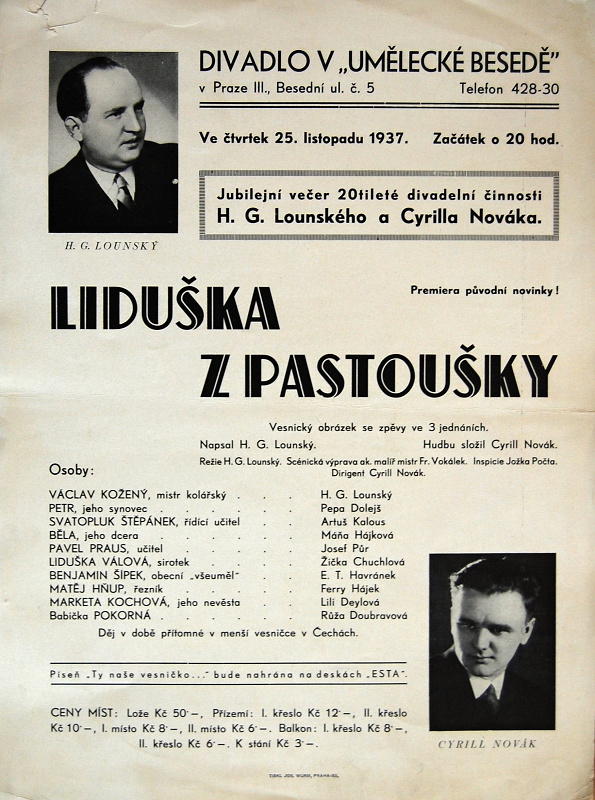 DIVADLO V „UMĚLECKÉ BESEDĚ"
v Praze III., Besední ul. č. 5 Telefon 428-30
Ve čtvrtek 25. listopadu 1937. Začátek o 20 hod.
Jubilejní večer 20tileté divadelní činnosti
H. G. Lounského a Cyrilla Nováka.
H. G. LOUNSKÝ
Premiera původní novinky!
LIDUŠKA
Z PASTOUŠKY
Vesnický obrázek se zpěvy ve 3 jednáních.
Napsal H. G. Lounský. Hudbu složil Cyrill Novák.
Režie H. G. Lounský. Scénická výprava ak. malíř mistr Fr. Vokálek. Inspicie Jožka Počta.
Dirigent Cyrill Novák.
Osoby:
VÁCLAV KOŽENÝ, mistr kolářský . . . H. G. Lounský
PETR, jeho synovec . . . . . . Pepa Dolejš
SVATOPLUK ŠTĚPÁNEK, řídící učitel . . Artuš Kalous
BĚLA, jeho dcera . . . . . . Máňa Hájková
PAVEL PRAUS, učitel . . . . . Josef Půr
LIDUŠKA VÁLOVÁ, sirotek . . . . Žička Chuchlová
BENJAMIN ŠÍPEK, obecní „všeuměl" . . E. T. Havránek
MATĚJ HŇUP, řezník . . . . . Ferry Hájek
MARKETA KOCHOVÁ, jeho nevěsta . . Lili Deylová
Babička POKORNÁ . . . . . . Růža Doubravová
Děj v době přítomné v menší vesničce v Čechách.
Píseň „Ty naše vesničko..." bude nahrána na deskách „ESTA".
CENY MÍST: Lože Kč 50·–, Přízemí: I. křeslo Kč 12·–, II. křeslo
Kč 10·–, I. místo Kč 8·–, II. místo Kč 6·–. Balkon: I. křeslo Kč 8·–,
II. křeslo Kč 6·–. K stání Kč 3·–.
CYRILL NOVÁK
TISKL JOS. WURM, PRAHA-XII.